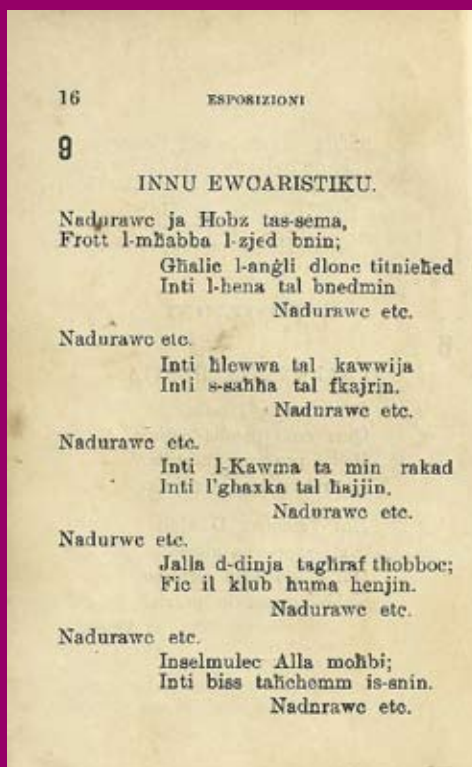 16 ESPOSIZIONI
9
INNU EWCARISTIKU.
Nadurawc ja Hobz tas-sema,
Frott l-mħabba l-zjed bnin;
Għalic l-anġli dlonc titnieħed
Inti l-hena tal bnedmin
Nadurawc etc.
Nadurawc etc.
Inti ħlewwa tal kawwija
Inti s-saħħa tal fkajrin.
Nadurawc etc.
Nadurawc etc.
Inti l-Kawma ta min rakad
Inti l'ghaxka tal ħajjin,
Nadurawc etc.
Nadurwc etc.
Jalla d-dinja tagħraf tħobboc;
Fic il klub huma henjin.
Nadurawc etc.
Nadurawc etc.
Inselmulec Alla moħbi;
Inti biss taħchemm is-snin.
Nadnrawc etc.